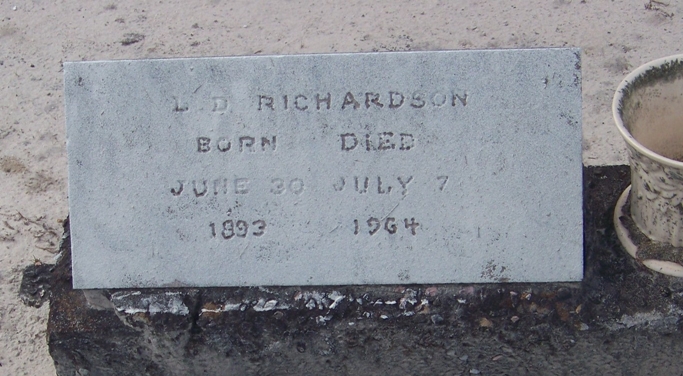 L D RICHARDSON
BORN DIED
JUNE 30 JULY 7
1893 1964